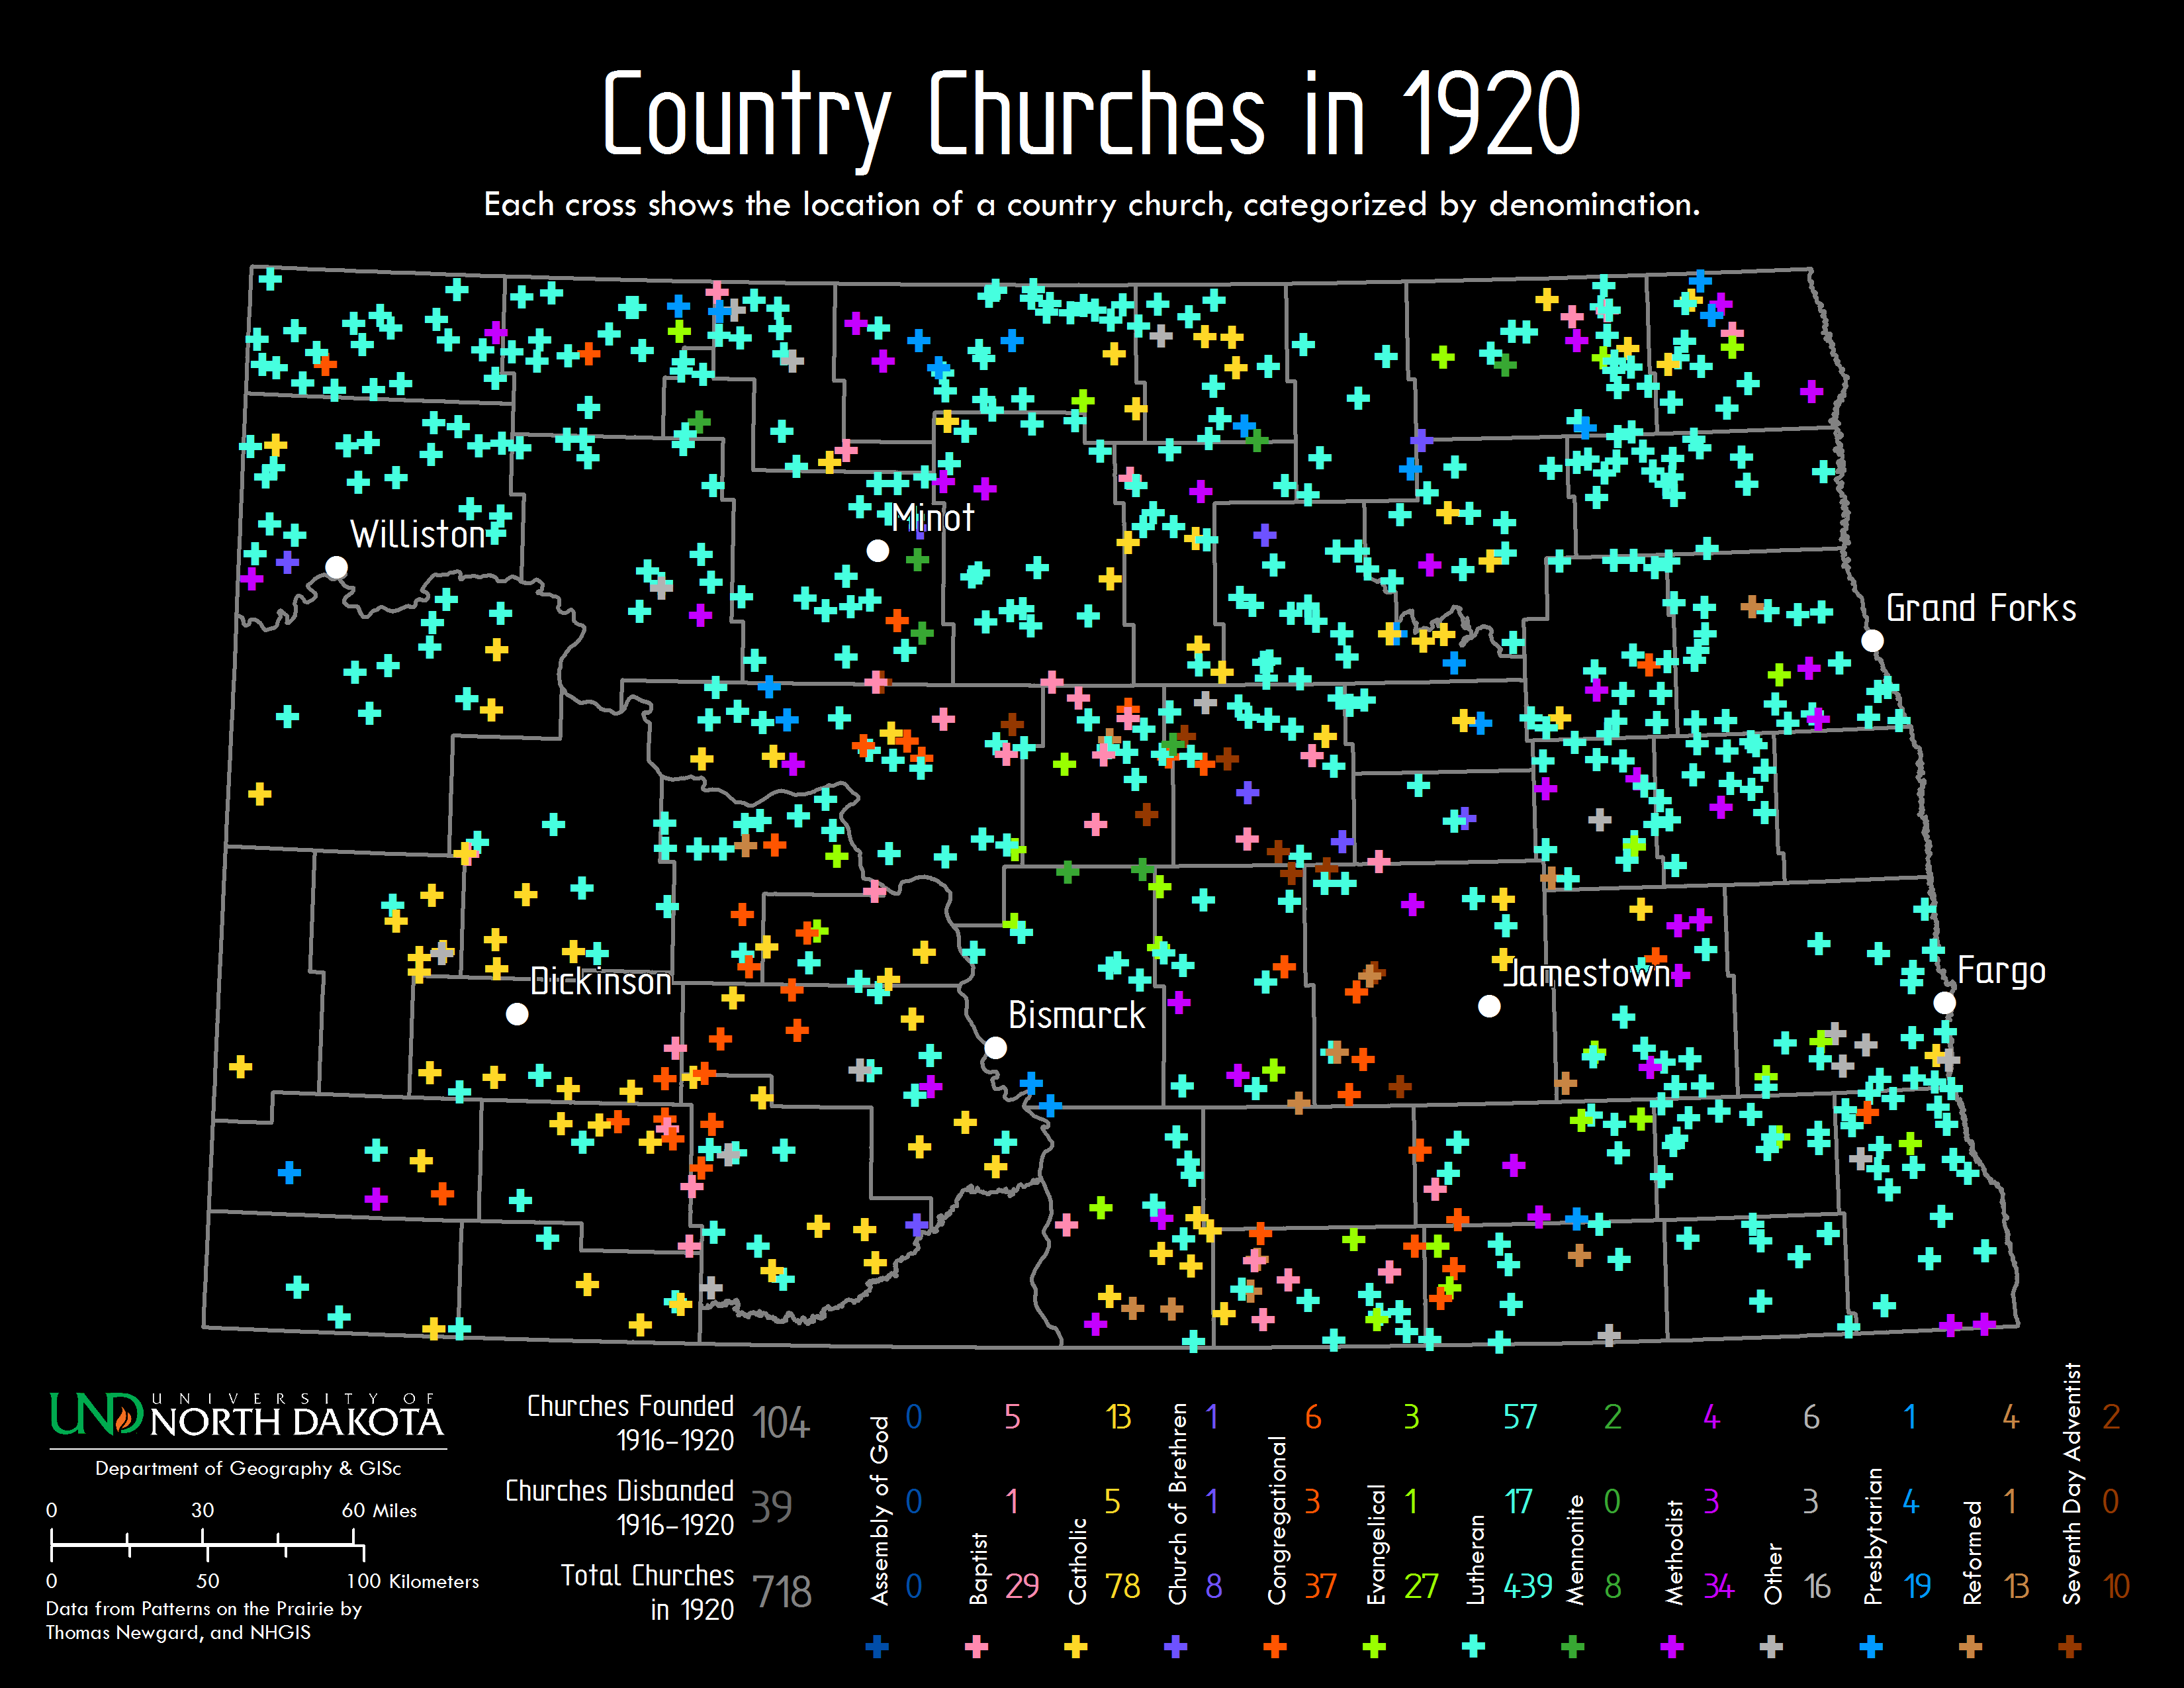 Country Churches in 1920
Each cross shows the location of a country church, categorized by denomination.
Williston
Minot
Grand Forks
Dickinson
Bismarck
Jamestown
Fargo
UND UNIVERSITY OF
NORTH DAKOTA
Department of Geography & GISc
0 30 60 Miles
0 50 100 Kilometers
Data from Patterns on the Prairie by
Thomas Newgard, and NHGIS
Churches Founded
1916–1920
104
Churches Disbanded
1916–1920
39
Total Churches
in 1920
718
Assembly of God
0
0
0
Baptist
5
1
29
Catholic
13
5
78
Church of Brethren
1
1
8
Congregational
6
3
37
Evangelical
3
1
27
Lutheran
57
17
439
Mennonite
2
0
8
Methodist
4
3
34
Other
6
3
16
Presbytarian
1
4
19
Reformed
4
1
13
Seventh Day Adventist
2
0
10